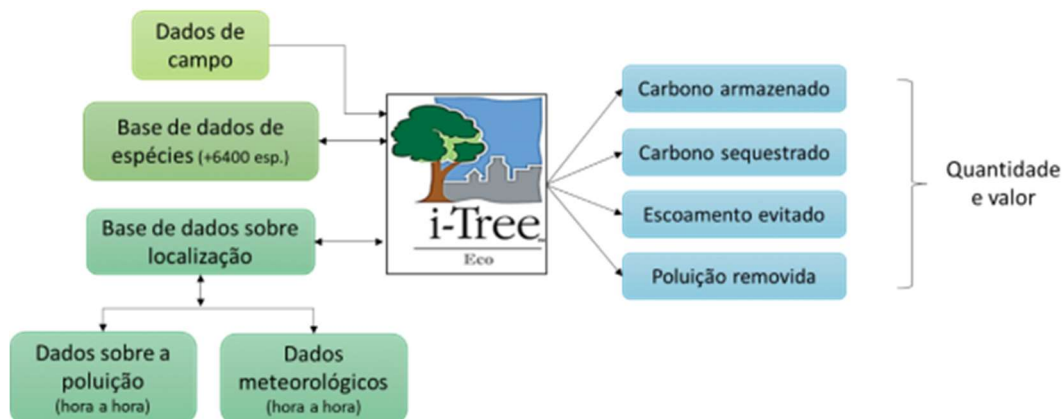 Dados de
campo
Base de dados de
espécies (+6400 esp.)
Base de dados sobre
localização
Dados sobre a
poluição
(hora a hora)
Dados
meteorológicos
(hora a hora)
i-Tree
Eco
Carbono armazenado
Carbono sequestrado
Escoamento evitado
Poluição removida
Quantidade
e valor